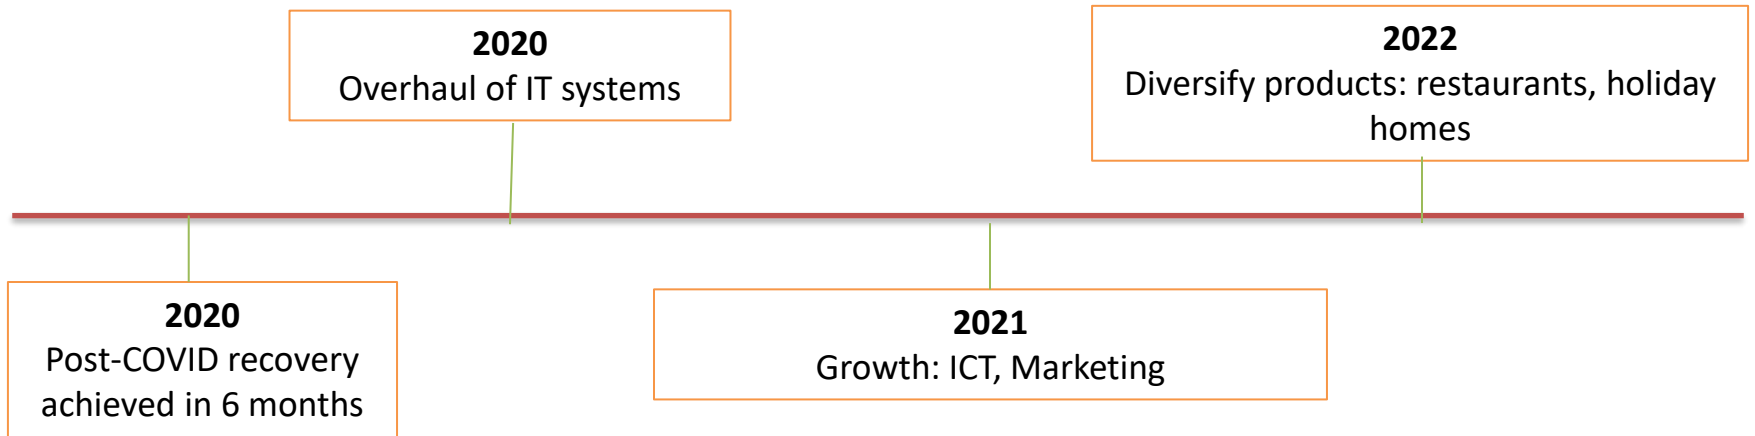 2020
Overhaul of IT systems
2022
Diversify products: restaurants, holiday
homes
2020
Post-COVID recovery
achieved in 6 months
2021
Growth: ICT, Marketing